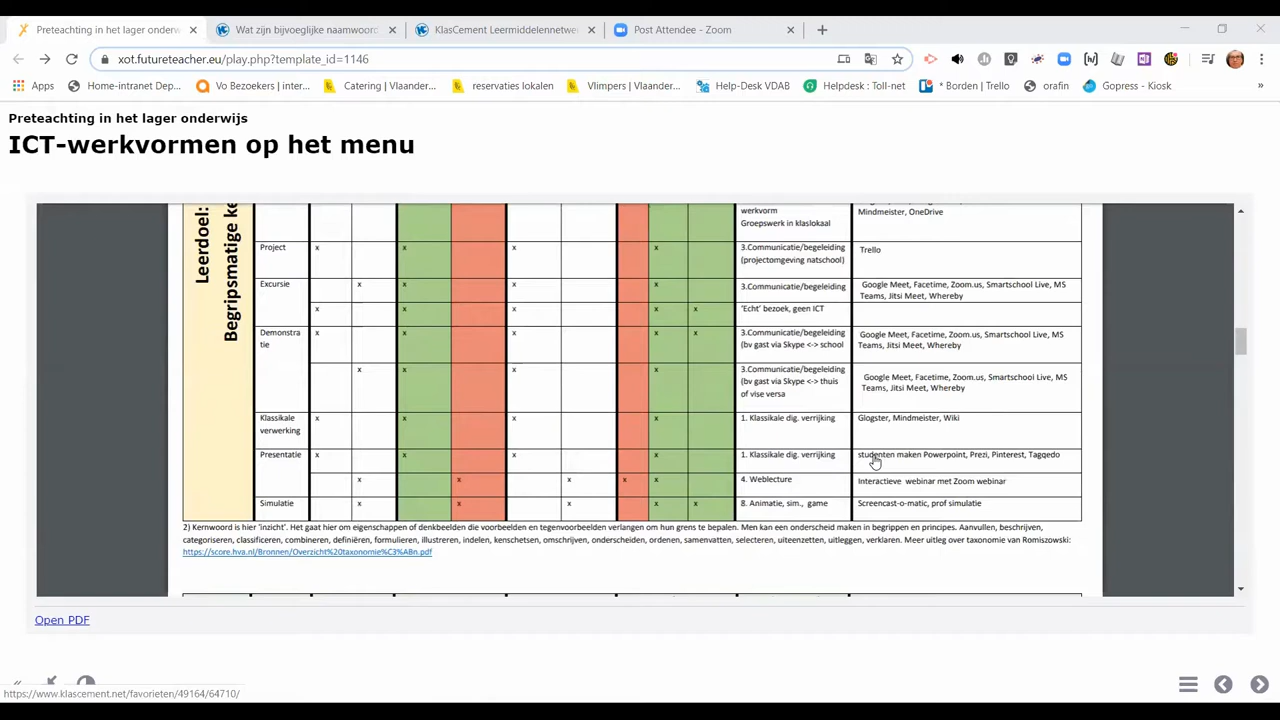 Preteaching in het lager onderw
Wat zijn bijvoeglijke naamwoord
KlasCement Leermiddelennetwe
Post Attendee - Zoom
xot.futureteacher.eu/play.php?template_id=1146
Apps
Home-intranet Dep...
Voor bezoekers | inter...
Catering | Vlaander...
reservaties lokalen
Vlimpers | Vlaander...
Help-Desk VDAB
Helpdesk : Toll-net
* Borden | Trello
orafin
Gopress - Kiosk
Preteaching in het lager onderwijs
ICT-werkvormen op het menu
Leerdoel:
Begripsmatige ke
werkvorm
Groepswerk in klaslokaal
Mindmeister, OneDrive
Project x x x x 3.Communicatie/begeleiding
(projectomgeving natschool)
Trello
Excursie x x x x 3.Communicatie/begeleiding
Google Meet, Facetime, Zoom.us, Smartschool Live, MS
Teams, Jitsi Meet, Whereby
x x x x x 'Echt' bezoek, geen ICT
Demonstra
tie
x x x x x 3.Communicatie/begeleiding
(bv gast via Skype <-> school
Google Meet, Facetime, Zoom.us, Smartschool Live, MS
Teams, Jitsi Meet, Whereby
x x x x 3.Communicatie/begeleiding
(bv gast via Skype <-> thuis
of vise versa
Google Meet, Facetime, Zoom.us, Smartschool Live, MS
Teams, Jitsi Meet, Whereby
Klassikale
verwerking
x x x x 1. Klassikale dig. verrijking Glogster, Mindmeister, Wiki
Presentatie x x x x 1. Klassikale dig. verrijking studenten maken Powerpoint, Prezi, Pinterest, Tagqedo
x x x x x 4. Weblecture Interactieve webinar met Zoom webinar
Simulatie x x x x x 8. Animatie, sim., game Screencast-o-matic, prof simulatie
2) Kernwoord is hier 'inzicht'. Het gaat hier om eigenschappen of denkbeelden die voorbeelden en tegenvoorbeelden verlangen om hun grens te bepalen. Men kan een onderscheid maken in begrippen en principes. Aanvullen, beschrijven,
categoriseren, classificeren, combineren, definiëren, formuleren, illustreren, indelen, kenschetsen, omschrijven, onderscheiden, ordenen, samenvatten, selecteren, uiteenzetten, uitleggen, verklaren. Meer uitleg over taxonomie van Romiszowski:
https://score.hva.nl/Bronnen/Overzicht%20taxonomie%C3%ABn.pdf
Open PDF
https://www.klascement.net/favorieten/49164/64710/